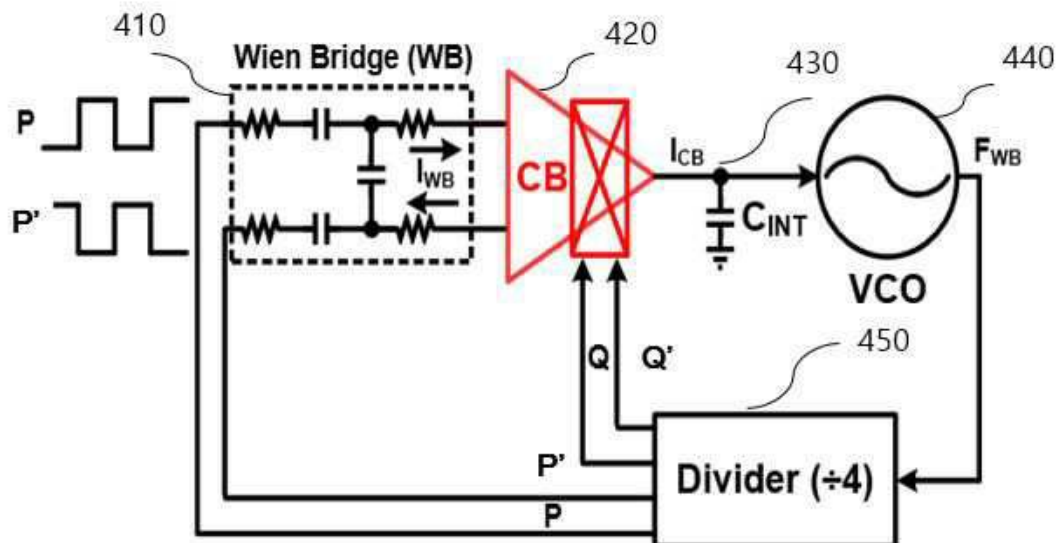 410
Wien Bridge (WB)
420
430
440
P
P'
I_WB
CB
I_CB
F_WB
C_INT
VCO
450
Q
Q'
P'
P
Divider (÷4)